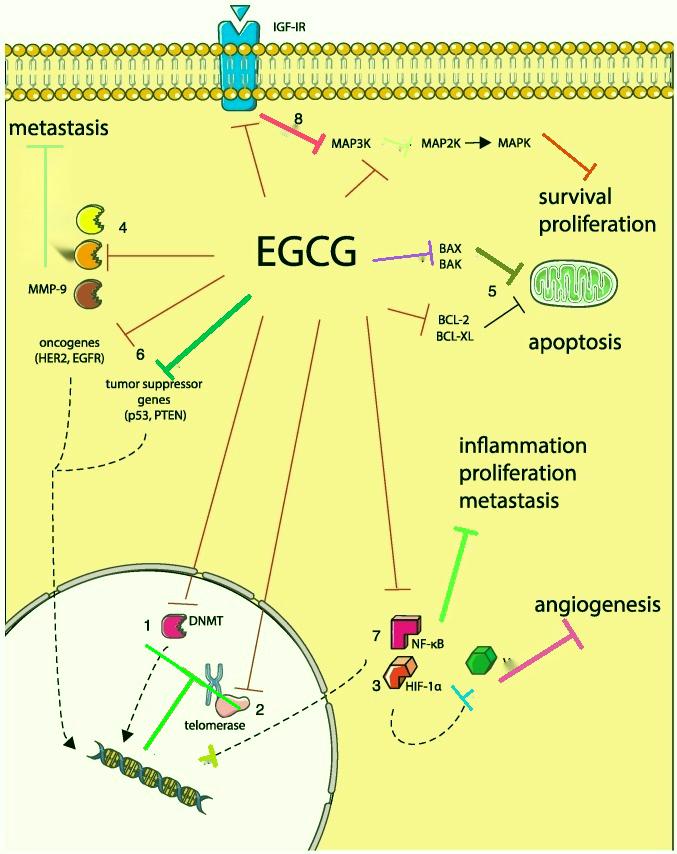 IGF-IR
metastasis
8
MAP3K
MAP2K
MAPK
survival
proliferation
4
EGCG
BAX
BAK
5
MMP-9
BCL-2
BCL-XL
apoptosis
oncogenes
(HER2, EGFR)
6
tumor suppressor
genes
(p53, PTEN)
inflammation
proliferation
metastasis
angiogenesis
1
DNMT
7
NF-κB
3
HIF-1α
2
telomerase